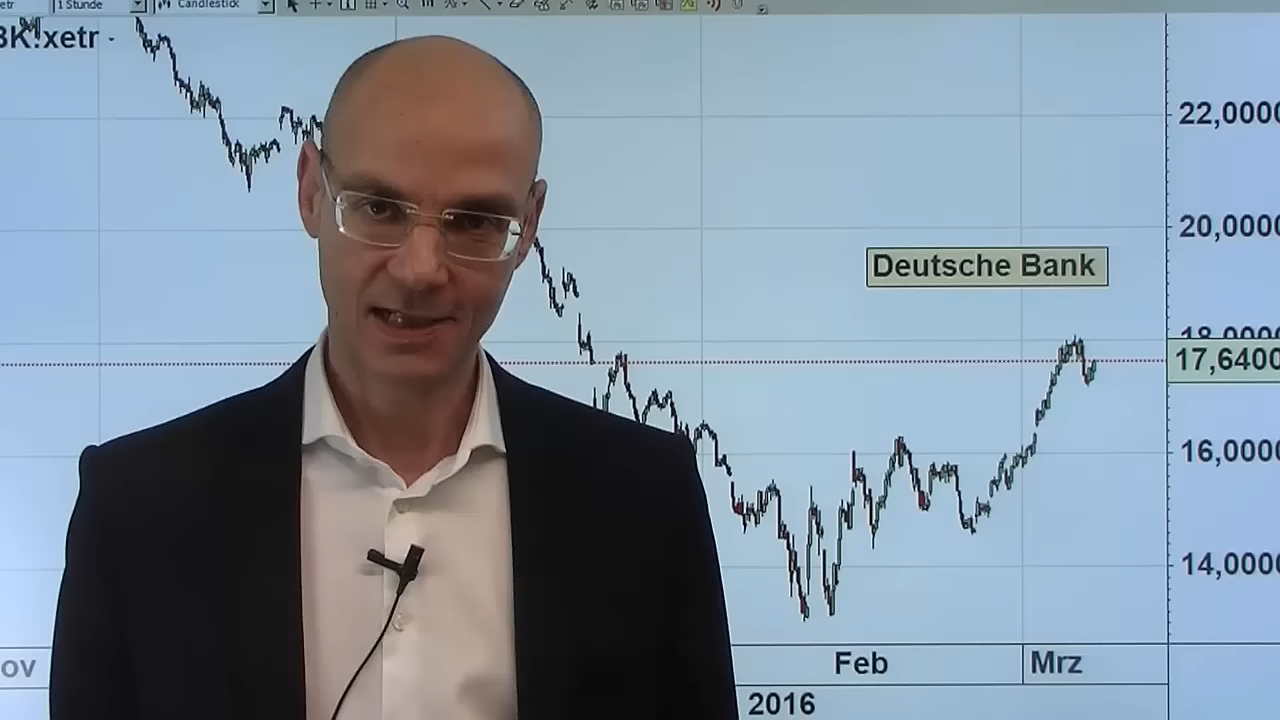 1 Stunde
Candlestick
BK.xetr
22,0000
20,0000
Deutsche Bank
18,0000
17,6400
16,0000
14,0000
ov
Feb
Mrz
2016